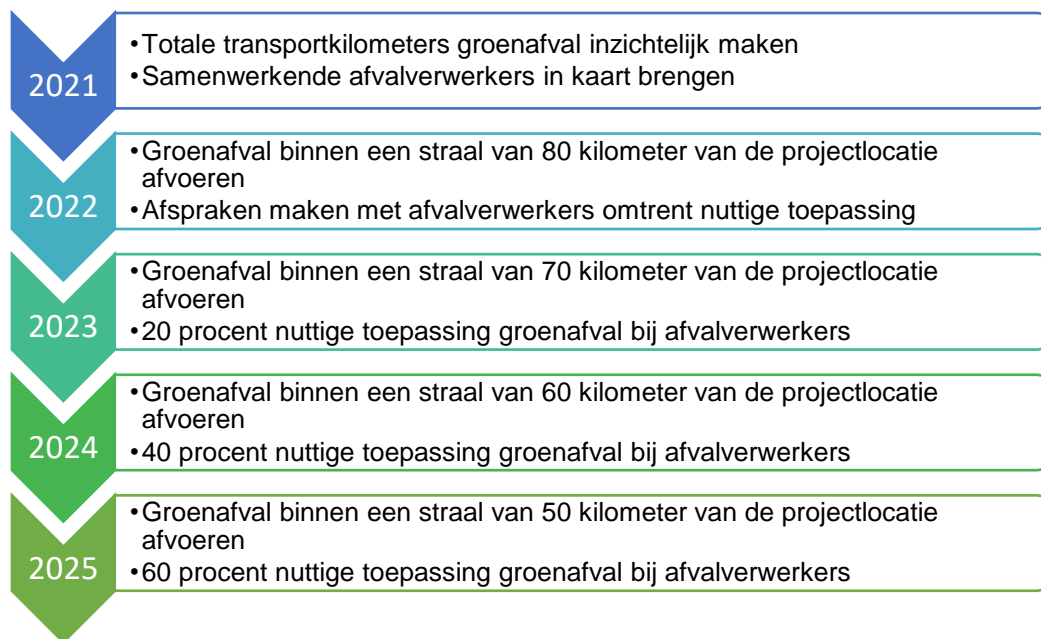 2021
•Totale transportkilometers groenafval inzichtelijk maken
•Samenwerkende afvalverwerkers in kaart brengen
2022
•Groenafval binnen een straal van 80 kilometer van de projectlocatie
afvoeren
•Afspraken maken met afvalverwerkers omtrent nuttige toepassing
2023
•Groenafval binnen een straal van 70 kilometer van de projectlocatie
afvoeren
•20 procent nuttige toepassing groenafval bij afvalverwerkers
2024
•Groenafval binnen een straal van 60 kilometer van de projectlocatie
afvoeren
•40 procent nuttige toepassing groenafval bij afvalverwerkers
2025
•Groenafval binnen een straal van 50 kilometer van de projectlocatie
afvoeren
•60 procent nuttige toepassing groenafval bij afvalverwerkers